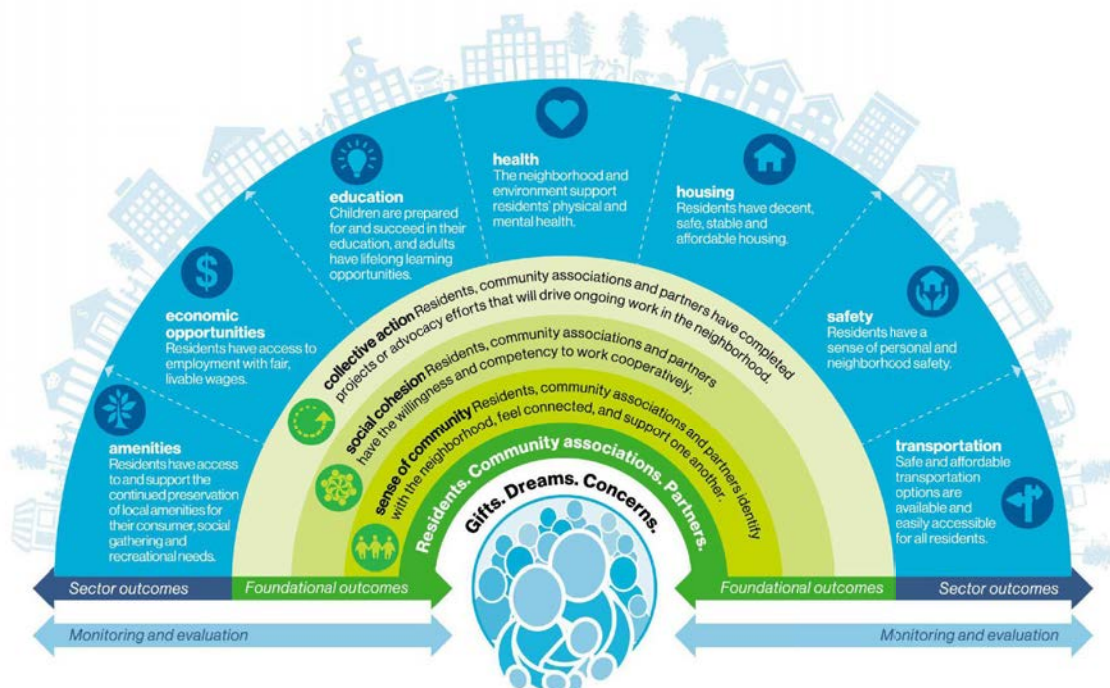 health
The neighborhood and
environment support
residents' physical and
mental health.
education
Children are prepared
for and succeed in their
education, and adults
have lifelong learning
opportunities.
housing
Residents have decent,
safe, stable and
affordable housing.
economic
opportunities
Residents have access to
employment with fair,
livable wages.
safety
Residents have a
sense of personal and
neighborhood safety.
amenities
Residents have access
to and support the
continued preservation
of local amenities for
their consumer, social
gathering and
recreational needs.
transportation
Safe and affordable
transportation
options are
available and
easily accessible
for all residents.
collective action Residents, community associations and partners have completed
projects or advocacy efforts that will drive ongoing work in the neighborhood.
social cohesion Residents, community associations and partners
have the willingness and competency to work cooperatively.
sense of community Residents, community associations and partners identify
with the neighborhood, feel connected, and support one another.
Residents. Community associations. Partners.
Gifts. Dreams. Concerns.
Sector outcomes
Foundational outcomes
Foundational outcomes
Sector outcomes
Monitoring and evaluation
Monitoring and evaluation